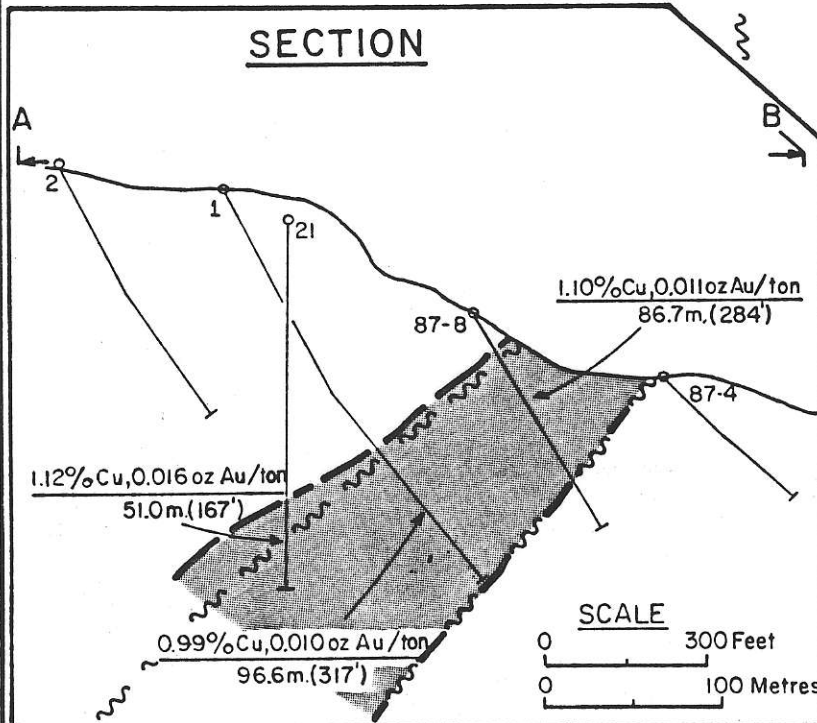 SECTION
A
B
2
1
21
87-8
1.10%Cu,0.011oz Au/ton
86.7m.(284')
87-4
1.12%Cu,0.016 oz Au/ton
51.0m.(167')
0.99%Cu,0.010 oz Au/ton
96.6m.(317')
SCALE
0 300 Feet
0 100 Metres